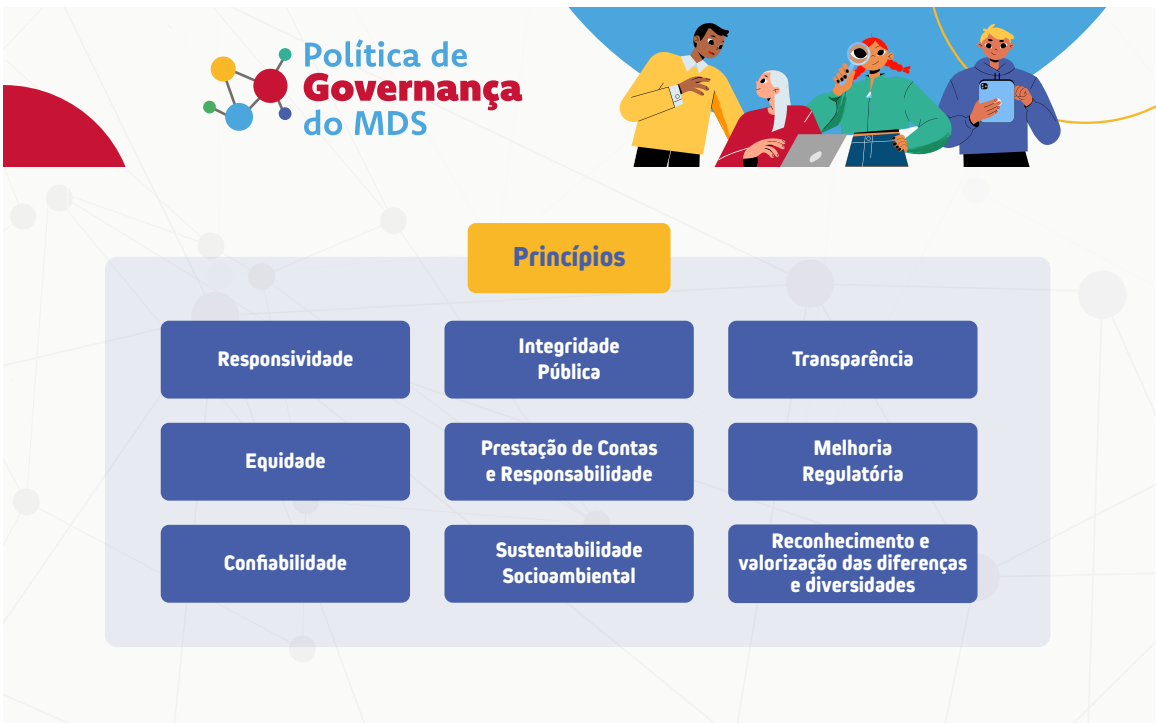 Política de
Governança
do MDS
Princípios
Responsividade
Integridade
Pública
Transparência
Equidade
Prestação de Contas
e Responsabilidade
Melhoria
Regulatória
Confiabilidade
Sustentabilidade
Socioambiental
Reconhecimento e
valorização das diferenças
e diversidades